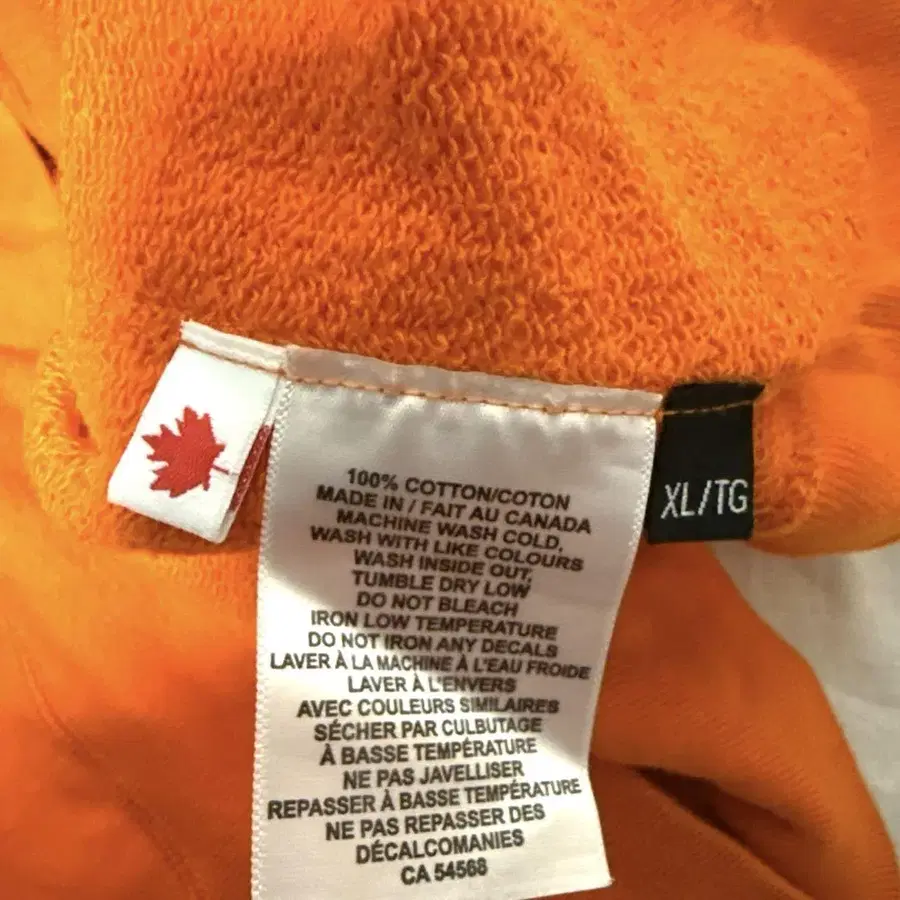 100% COTTON/COTON
MADE IN / FAIT AU CANADA
MACHINE WASH COLD,
WASH WITH LIKE COLOURS
WASH INSIDE OUT,
TUMBLE DRY LOW
DO NOT BLEACH
IRON LOW TEMPERATURE
DO NOT IRON ANY DECALS
LAVER À LA MACHINE À L'EAU FROIDE
LAVER À L'ENVERS
AVEC COULEURS SIMILAIRES
SÉCHER PAR CULBUTAGE
À BASSE TEMPÉRATURE
NE PAS JAVELLISER
REPASSER À BASSE TEMPÉRATURE
NE PAS REPASSER DES
DÉCALCOMANIES
CA 54568
XL/TG